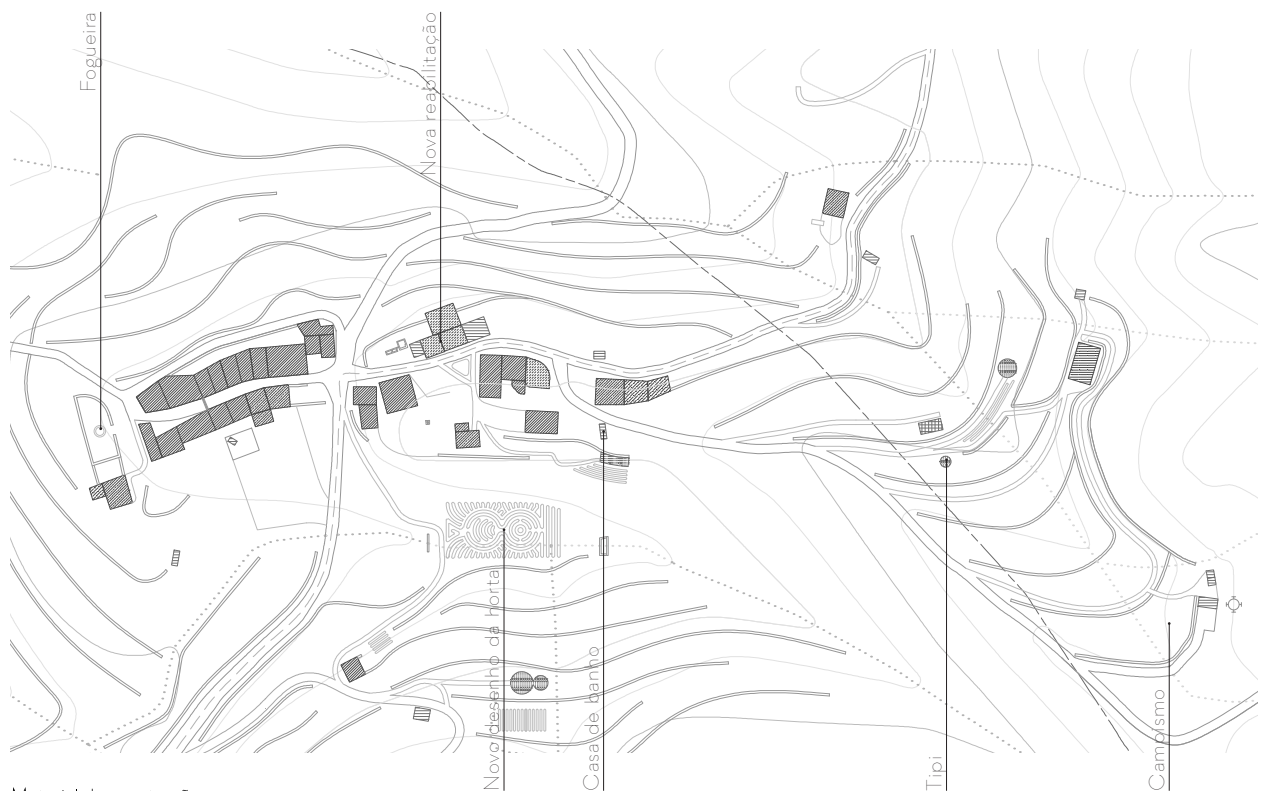 Fogueira
Nova reabilitação
Novo desenho da horta
Casa de banho
Tipi
Campismo